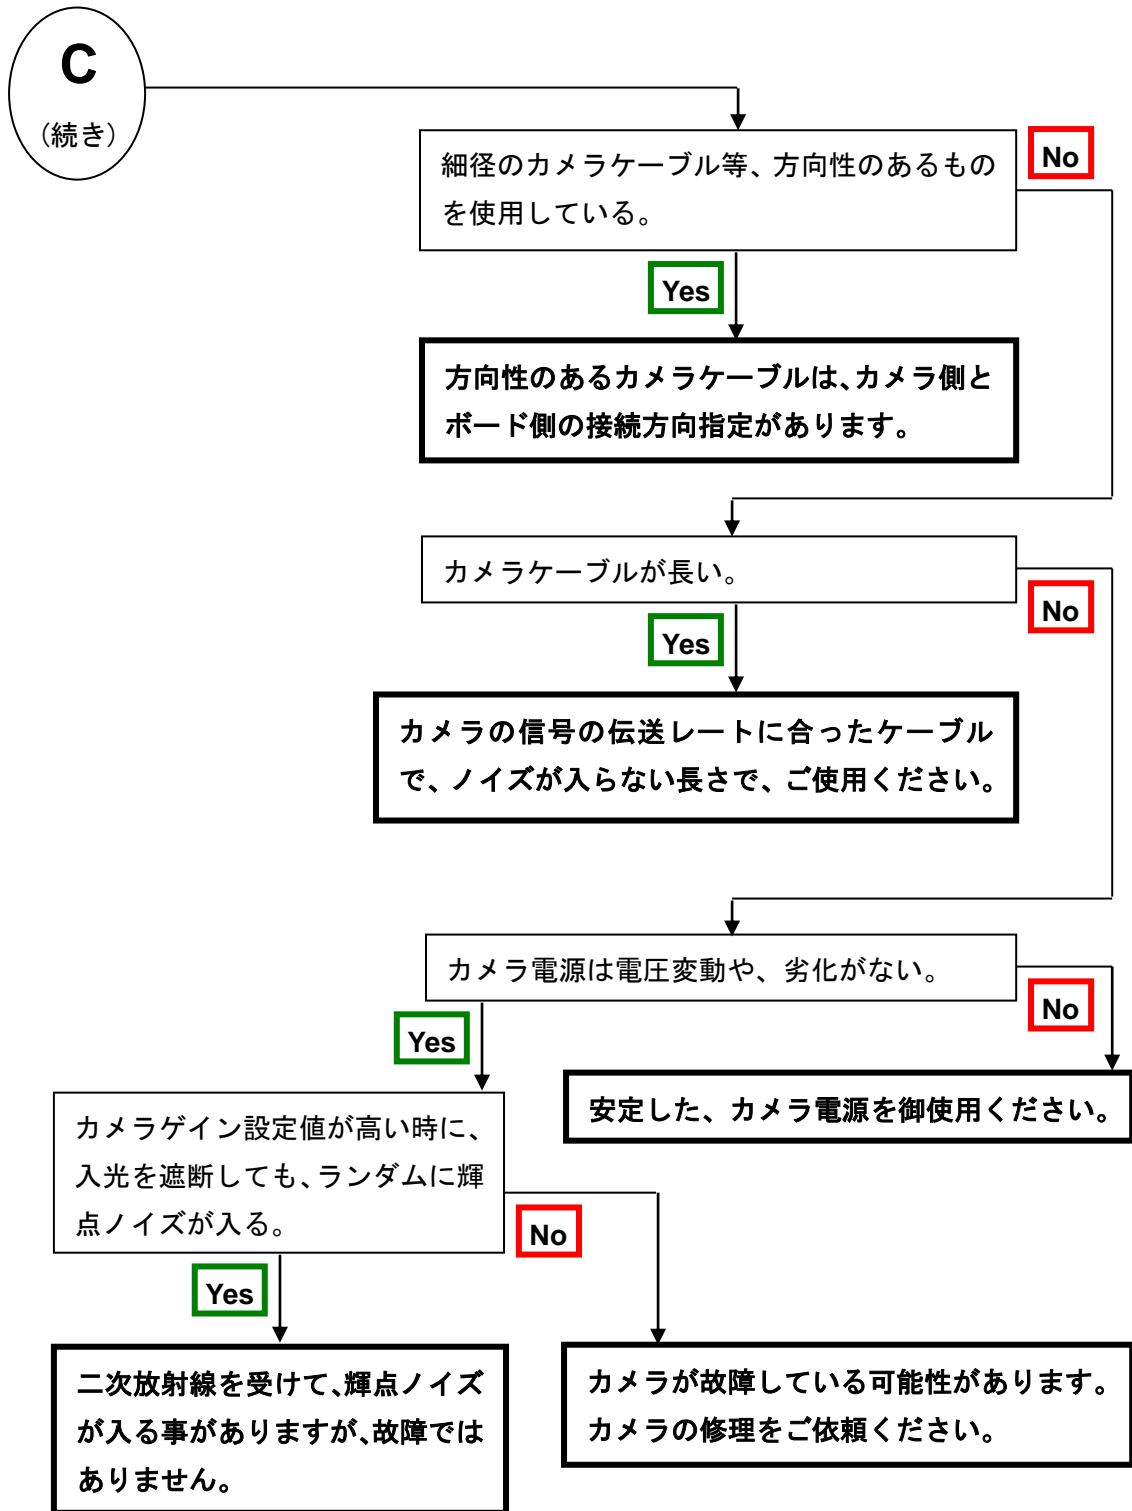 C
(続き)
細径のカメラケーブル等、方向性のあるもの
を使用している。
No
Yes
方向性のあるカメラケーブルは、カメラ側と
ボード側の接続方向指定があります。
カメラケーブルが長い。
No
Yes
カメラの信号の伝送レートに合ったケーブル
で、ノイズが入らない長さで、ご使用ください。
カメラ電源は電圧変動や、劣化がない。
No
Yes
安定した、カメラ電源を御使用ください。
カメラゲイン設定値が高い時に、
入光を遮断しても、ランダムに輝
点ノイズが入る。
No
Yes
二次放射線を受けて、輝点ノイズ
が入る事がありますが、故障では
ありません。
カメラが故障している可能性があります。
カメラの修理をご依頼ください。